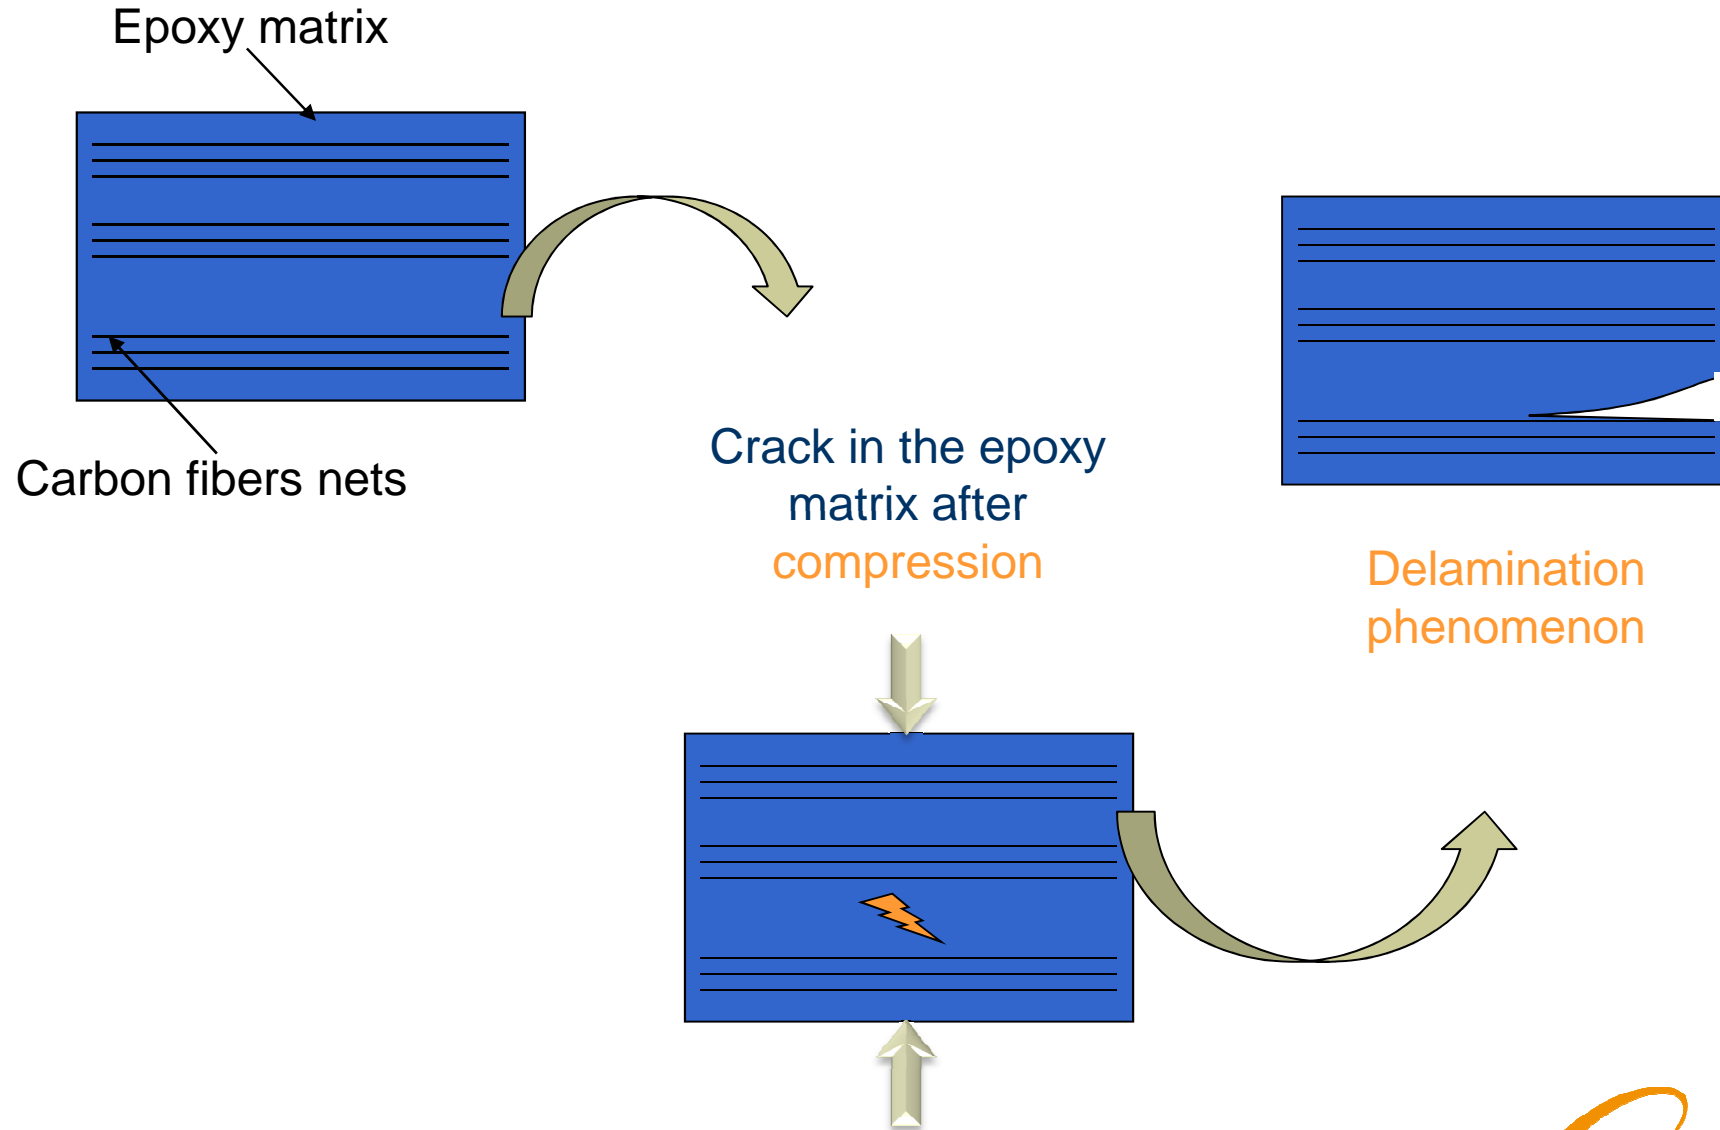 Epoxy matrix
Carbon fibers nets
Crack in the epoxy
matrix after
compression
Delamination
phenomenon